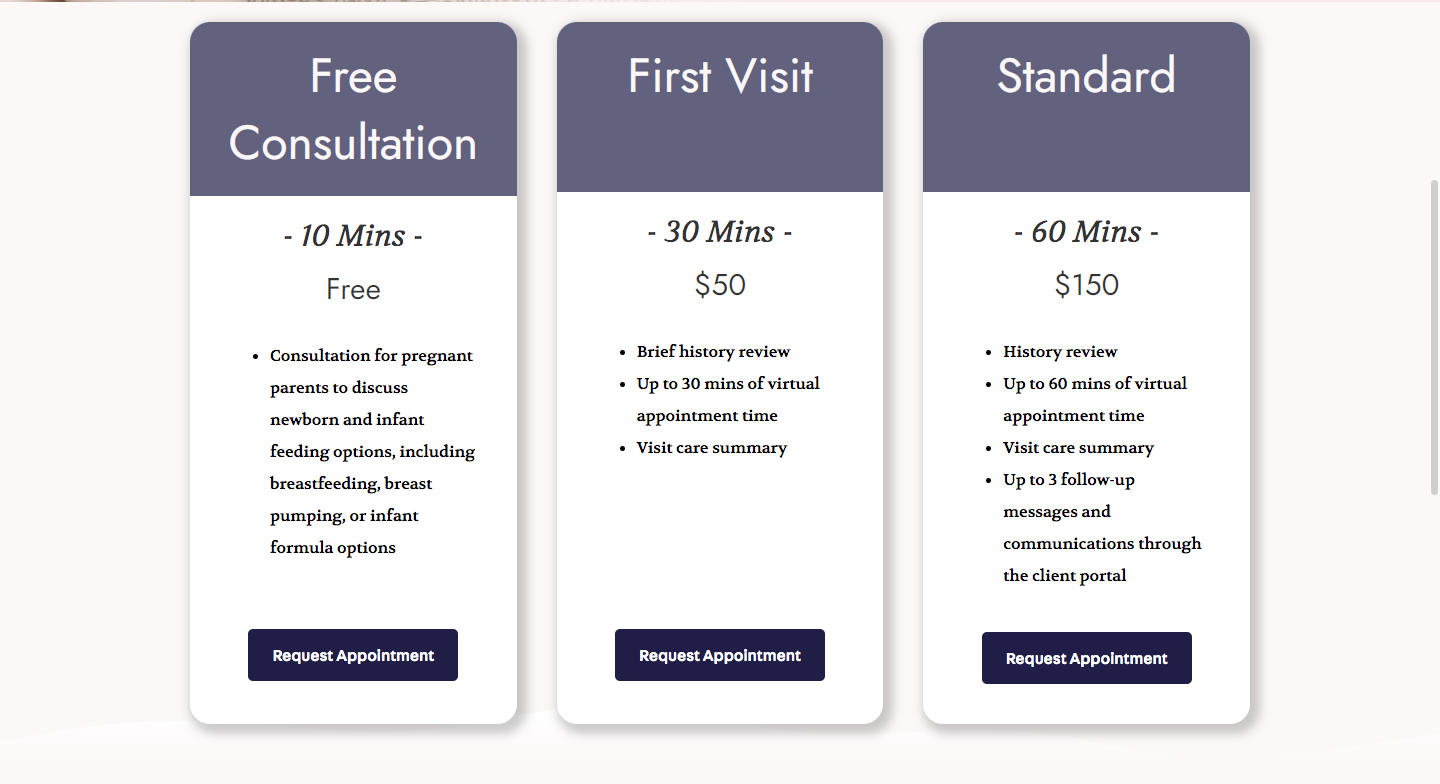 Free
Consultation
- 10 Mins -
Free
• Consultation for pregnant
parents to discuss
newborn and infant
feeding options, including
breastfeeding, breast
pumping, or infant
formula options
Request Appointment
First Visit
- 30 Mins -
$50
• Brief history review
• Up to 30 mins of virtual
appointment time
• Visit care summary
Request Appointment
Standard
- 60 Mins -
$150
• History review
• Up to 60 mins of virtual
appointment time
• Visit care summary
• Up to 3 follow-up
messages and
communications through
the client portal
Request Appointment